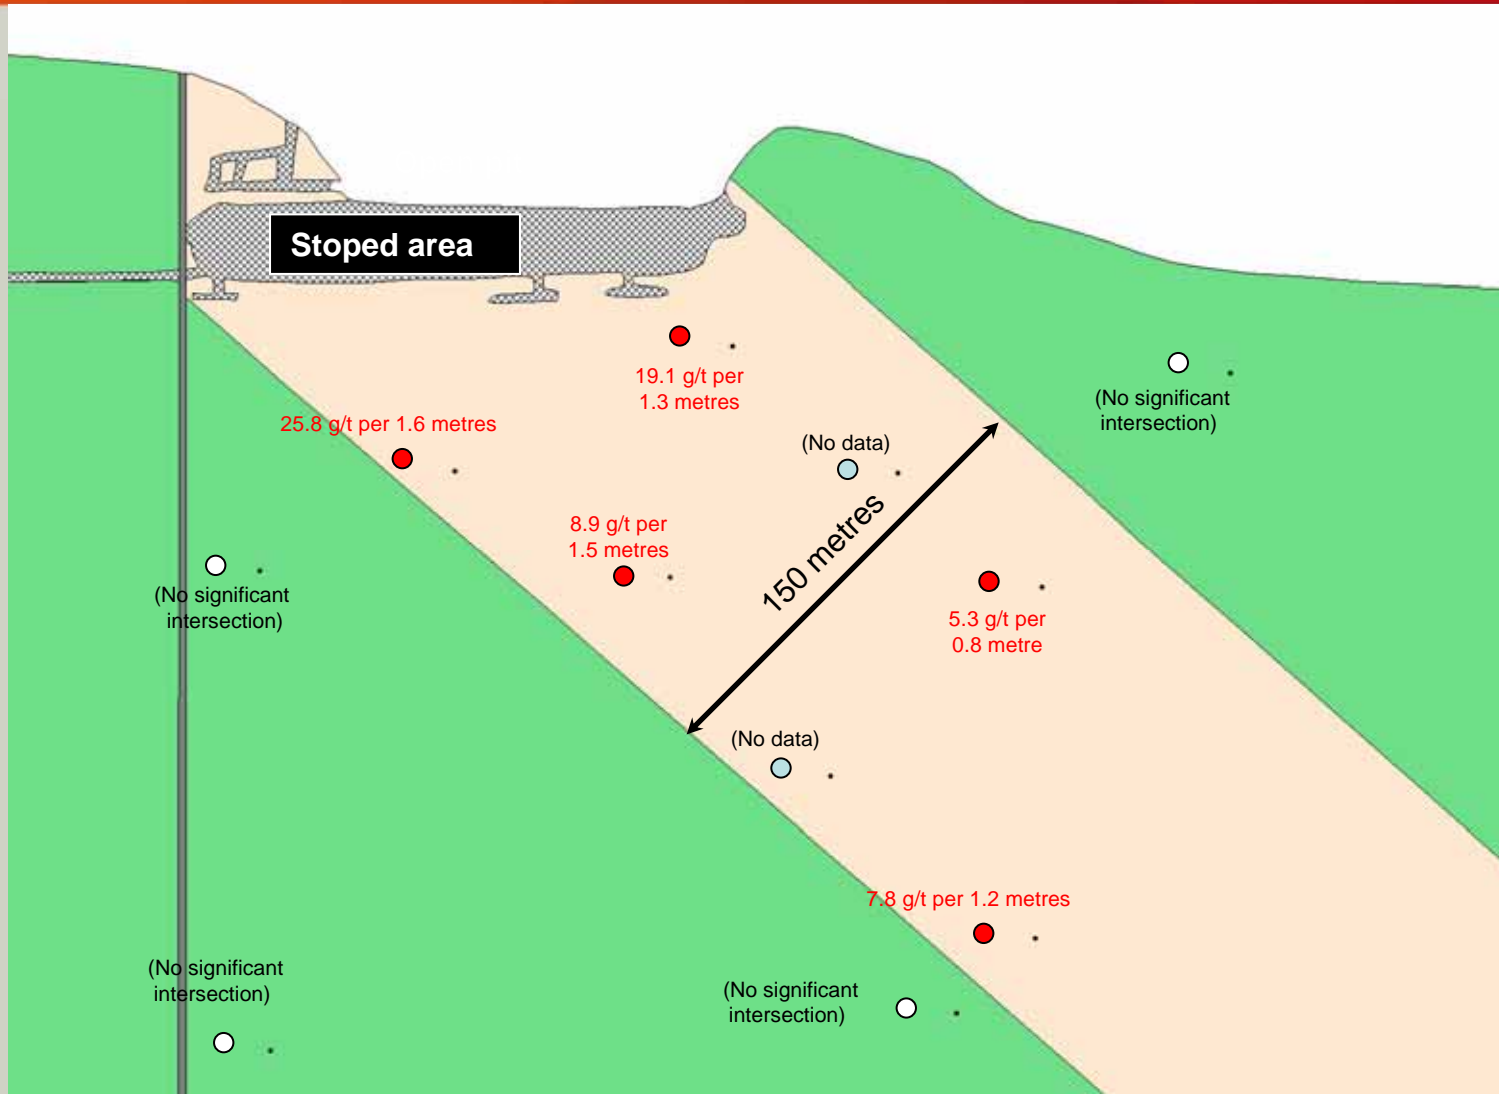 Stoped area
19.1 g/t per
1.3 metres
(No significant
intersection)
25.8 g/t per 1.6 metres
(No data)
8.9 g/t per
1.5 metres
150 metres
(No significant
intersection)
5.3 g/t per
0.8 metre
(No data)
7.8 g/t per 1.2 metres
(No significant
intersection)
(No significant
intersection)